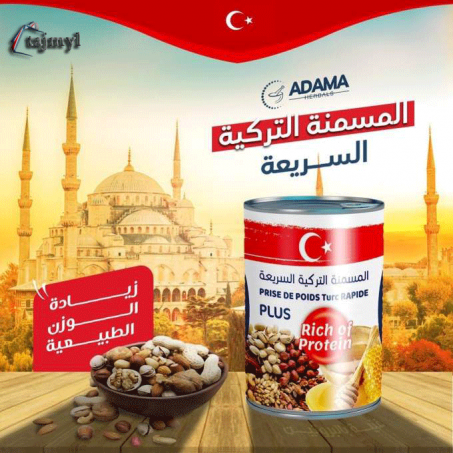 tajmyl
ADAMA
HERBALS
المسمنة التركية
السريعة
المسمنة التركية السريعة
PRISE DE POIDS Turc RAPIDE
PLUS
Rich of
Protein
زيادة
الوزن
الطبيعية